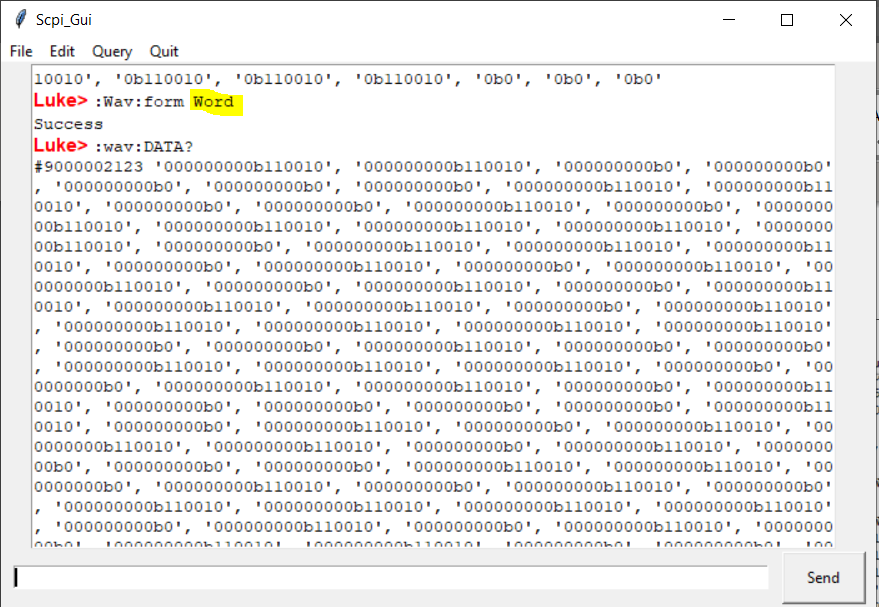 Scpi_Gui
File Edit Query Quit
10010', '0b110010', '0b110010', '0b110010', '0b0', '0b0', '0b0'
Luke> :Wav:form Word
Success
Luke> :wav:DATA?
#9000002123 '000000000b110010', '000000000b110010', '000000000b0', '000000000b0'
, '000000000b0', '000000000b0', '000000000b0', '000000000b110010', '000000000b11
0010', '000000000b0', '000000000b0', '000000000b110010', '000000000b0', '0000000
00b110010', '000000000b110010', '000000000b110010', '000000000b110010', '0000000
00b110010', '000000000b0', '000000000b110010', '000000000b110010', '000000000b11
0010', '000000000b0', '000000000b110010', '000000000b0', '000000000b110010', '00
0000000b110010', '000000000b0', '000000000b110010', '000000000b0', '000000000b11
0010', '000000000b110010', '000000000b110010', '000000000b0', '000000000b110010'
, '000000000b110010', '000000000b110010', '000000000b110010', '000000000b110010'
, '000000000b0', '000000000b0', '000000000b110010', '000000000b0', '000000000b0'
, '000000000b110010', '000000000b110010', '000000000b110010', '000000000b0', '00
0000000b0', '000000000b110010', '000000000b110010', '000000000b0', '000000000b11
0010', '000000000b0', '000000000b0', '000000000b0', '000000000b0', '000000000b11
0010', '000000000b0', '000000000b110010', '000000000b0', '000000000b110010', '00
0000000b110010', '000000000b110010', '000000000b0', '000000000b110010', '0000000
00b0', '000000000b0', '000000000b0', '000000000b110010', '000000000b110010', '00
0000000b0', '000000000b110010', '000000000b0', '000000000b110010', '000000000b0'
, '000000000b110010', '000000000b110010', '000000000b110010', '000000000b110010'
, '000000000b0', '000000000b110010', '000000000b0', '000000000b110010', '0000000
Send